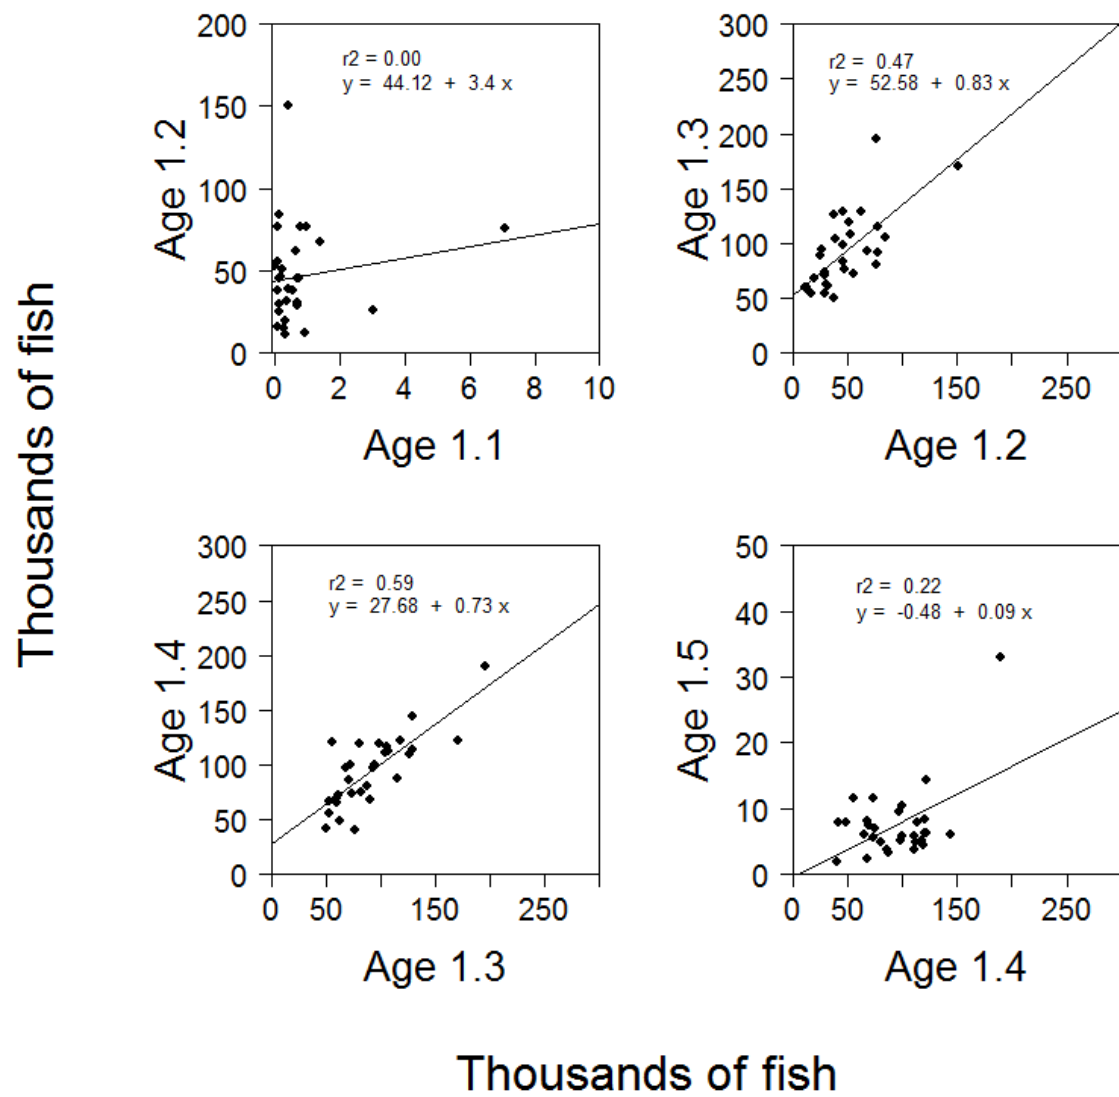 Thousands of fish
200
150
100
50
0
Age 1.2
r2 = 0.00
y = 44.12 + 3.4 x
0 2 4 6 8 10
Age 1.1
300
250
200
150
100
50
0
Age 1.3
r2 = 0.47
y = 52.58 + 0.83 x
0 50 150 250
Age 1.2
300
250
200
150
100
50
0
Age 1.4
r2 = 0.59
y = 27.68 + 0.73 x
0 50 150 250
Age 1.3
50
40
30
20
10
0
Age 1.5
r2 = 0.22
y = -0.48 + 0.09 x
0 50 150 250
Age 1.4
Thousands of fish